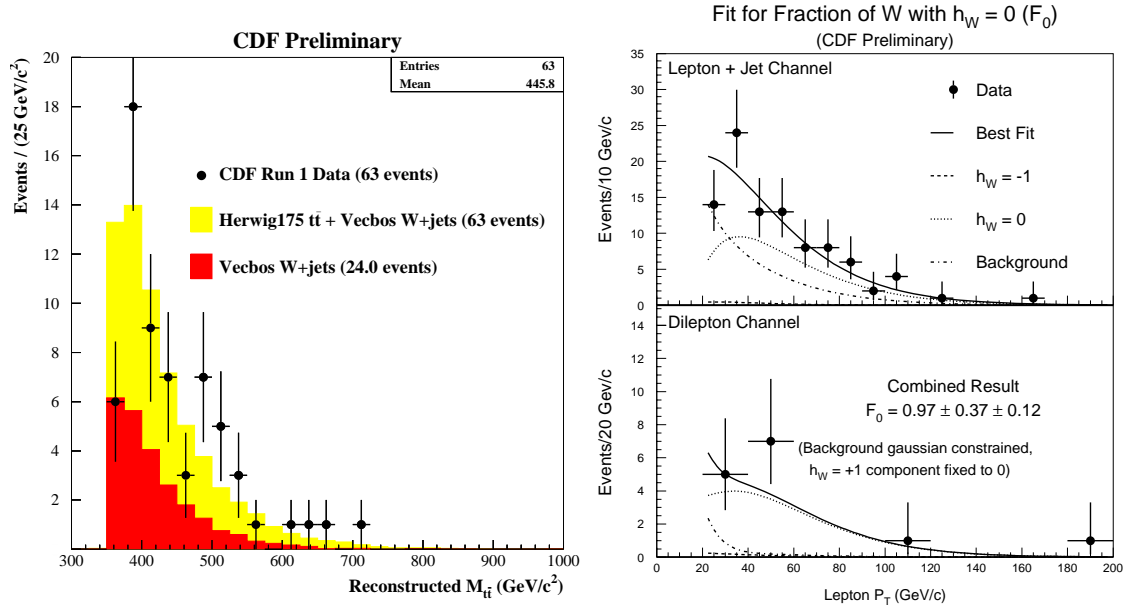 CDF Preliminary
Entries 63
Mean 445.8
Events / (25 GeV/c²)
20
18
16
14
12
10
8
6
4
2
CDF Run 1 Data (63 events)
Herwig175 tt̄ + Vecbos W+jets (63 events)
Vecbos W+jets (24.0 events)
300 400 500 600 700 800 900 1000
Reconstructed M_tt̄ (GeV/c²)
Fit for Fraction of W with h_W = 0 (F_0)
(CDF Preliminary)
Lepton + Jet Channel
Events/10 Gev/c
35
30
25
20
15
10
5
0
Data
Best Fit
h_W = -1
h_W = 0
Background
Dilepton Channel
Events/20 Gev/c
14
12
10
8
6
4
2
0
Combined Result
F_0 = 0.97 ± 0.37 ± 0.12
(Background gaussian constrained,
h_W = +1 component fixed to 0)
0 20 40 60 80 100 120 140 160 180 200
Lepton P_T (GeV/c)